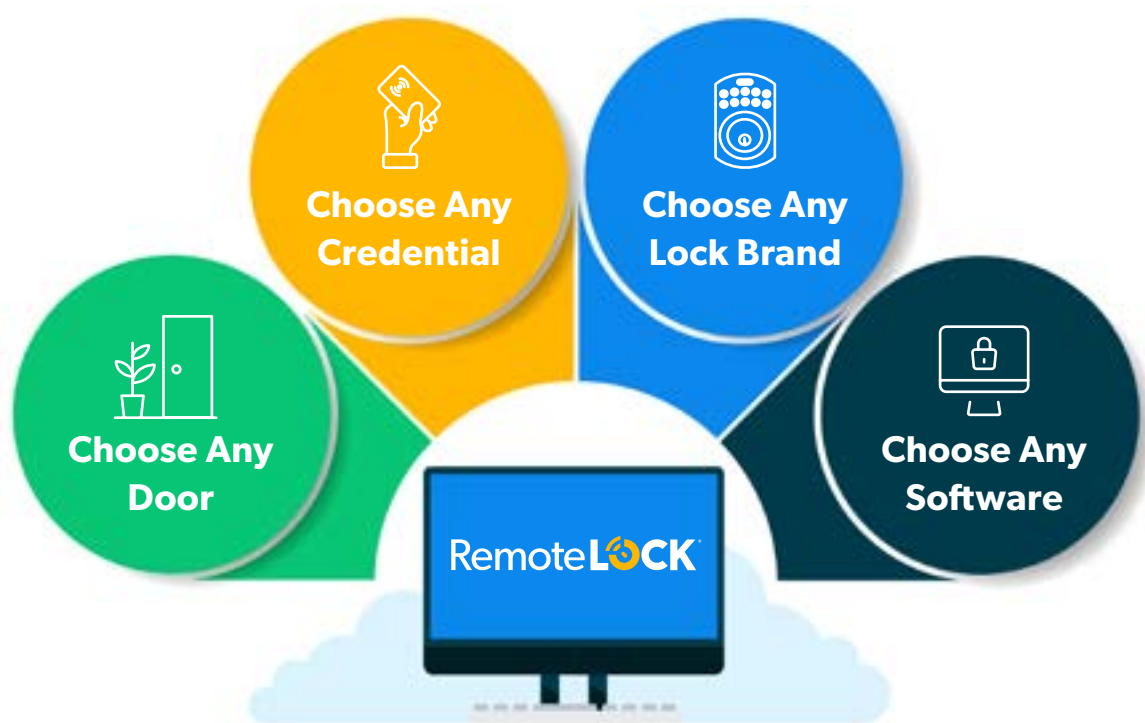 Choose Any
Credential
Choose Any
Lock Brand
Choose Any
Door
Choose Any
Software
RemoteLOCK